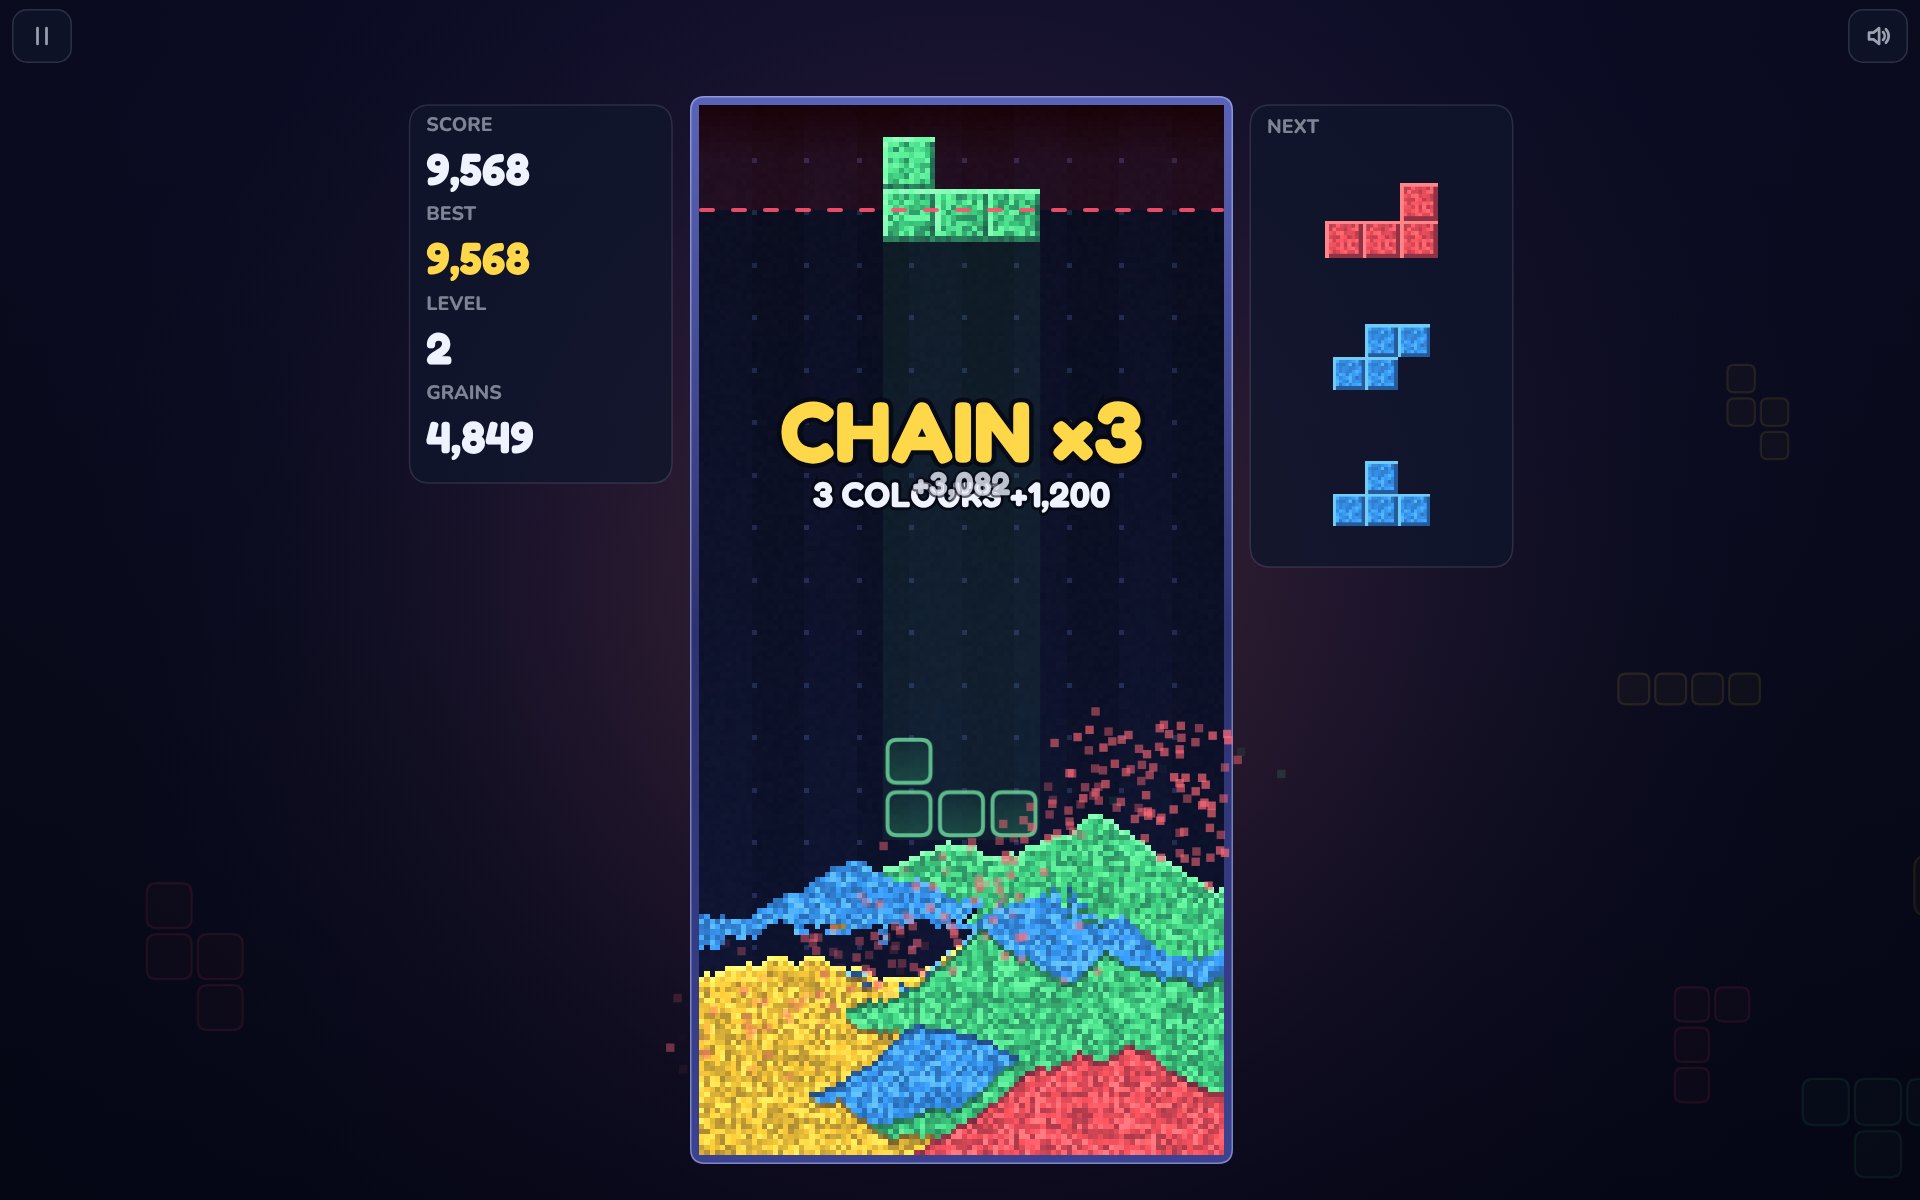 SCORE
9,568
BEST
9,568
LEVEL
2
GRAINS
4,849
NEXT
CHAIN ×3
+3,082
3 COLOURS +1,200